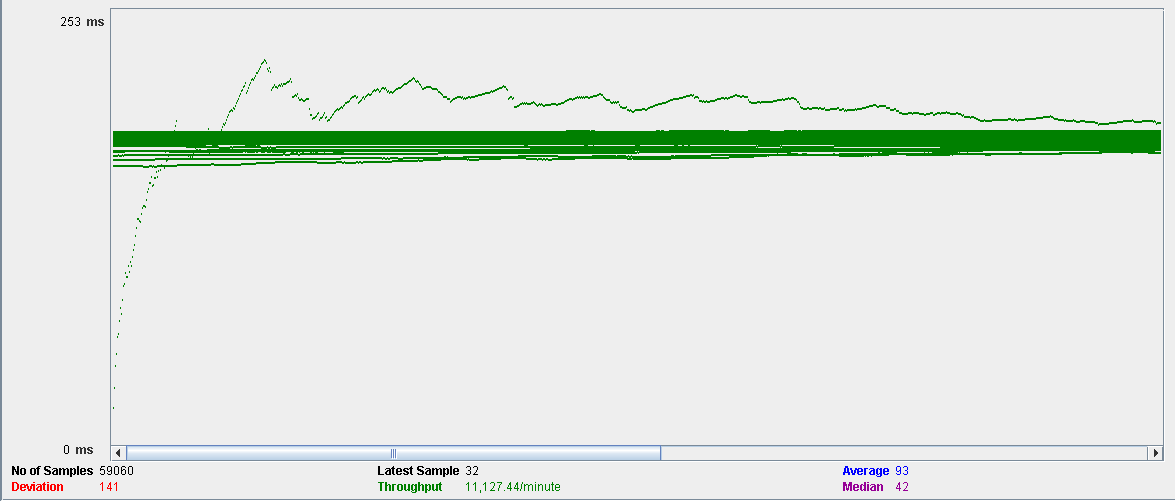 253 ms
0 ms
No of Samples 59060 Latest Sample 32 Average 93
Deviation 141 Throughput 11,127.44/minute Median 42